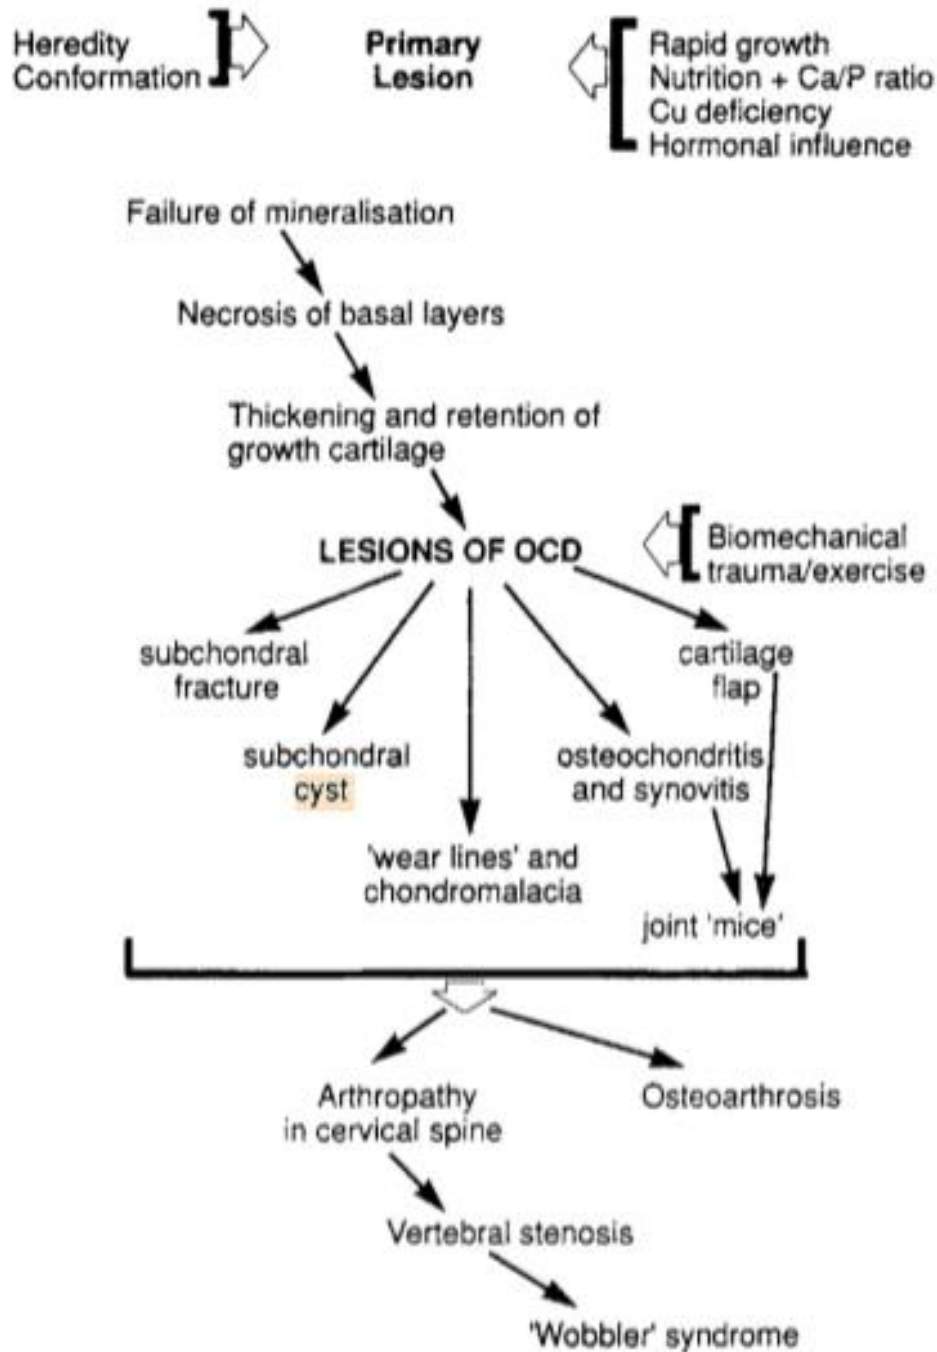 Heredity
Conformation
Primary
Lesion
Rapid growth
Nutrition + Ca/P ratio
Cu deficiency
Hormonal influence
Failure of mineralisation
Necrosis of basal layers
Thickening and retention of
growth cartilage
LESIONS OF OCD
Biomechanical
trauma/exercise
subchondral
fracture
cartilage
flap
subchondral
cyst
osteochondritis
and synovitis
'wear lines' and
chondromalacia
joint 'mice'
Arthropathy
in cervical spine
Osteoarthrosis
Vertebral stenosis
'Wobbler' syndrome